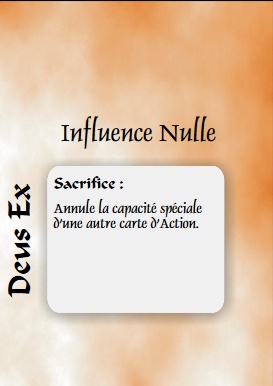 Influence Nulle
Deus Ex
Sacrifice :
Annule la capacité spéciale
d'une autre carte d'Action.